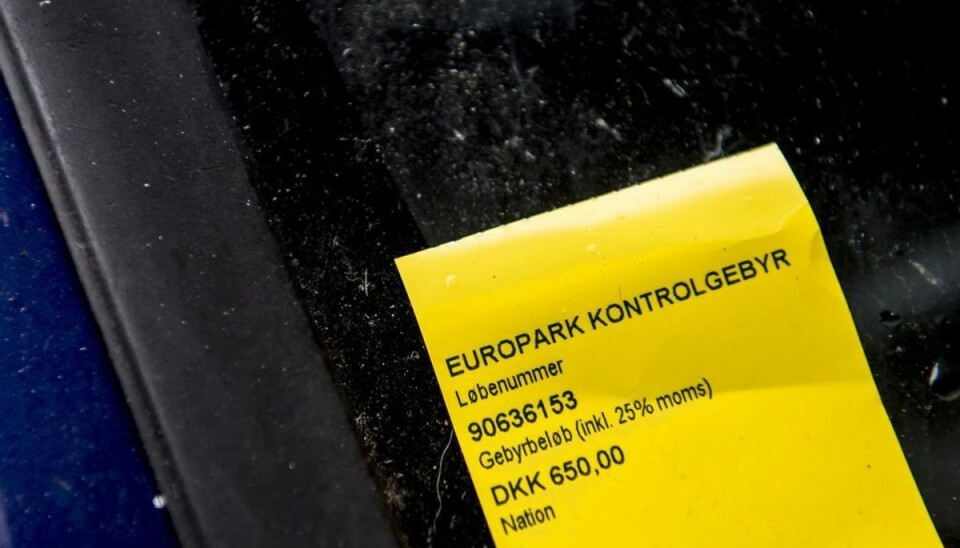 EUROPARK KONTROLGEBYR
Løbenummer
90636153
Gebyrbeløb (inkl. 25% moms)
DKK 650,00
Nation